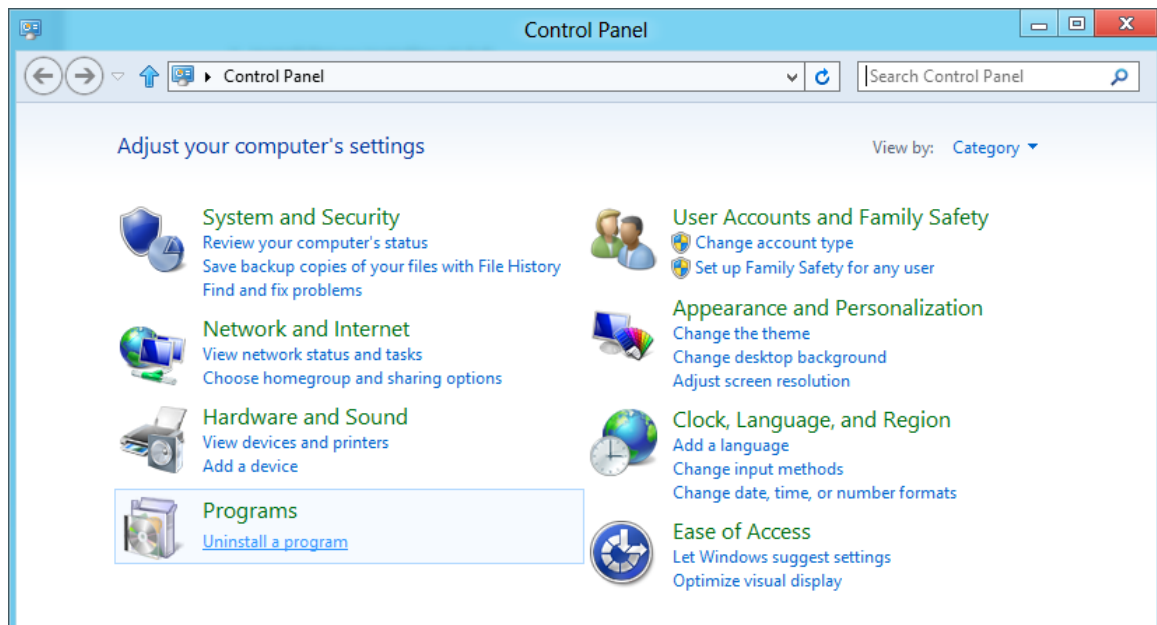 Control Panel
Control Panel
Search Control Panel
Adjust your computer's settings
View by: Category
System and Security
Review your computer's status
Save backup copies of your files with File History
Find and fix problems
Network and Internet
View network status and tasks
Choose homegroup and sharing options
Hardware and Sound
View devices and printers
Add a device
Programs
Uninstall a program
User Accounts and Family Safety
Change account type
Set up Family Safety for any user
Appearance and Personalization
Change the theme
Change desktop background
Adjust screen resolution
Clock, Language, and Region
Add a language
Change input methods
Change date, time, or number formats
Ease of Access
Let Windows suggest settings
Optimize visual display